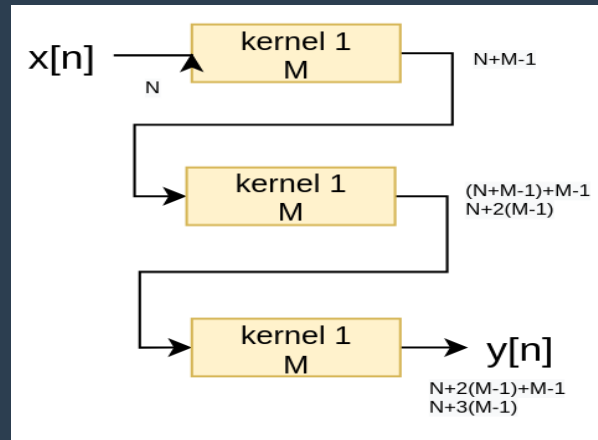 x[n]
N
kernel 1
M
N+M-1
kernel 1
M
(N+M-1)+M-1
N+2(M-1)
kernel 1
M
y[n]
N+2(M-1)+M-1
N+3(M-1)